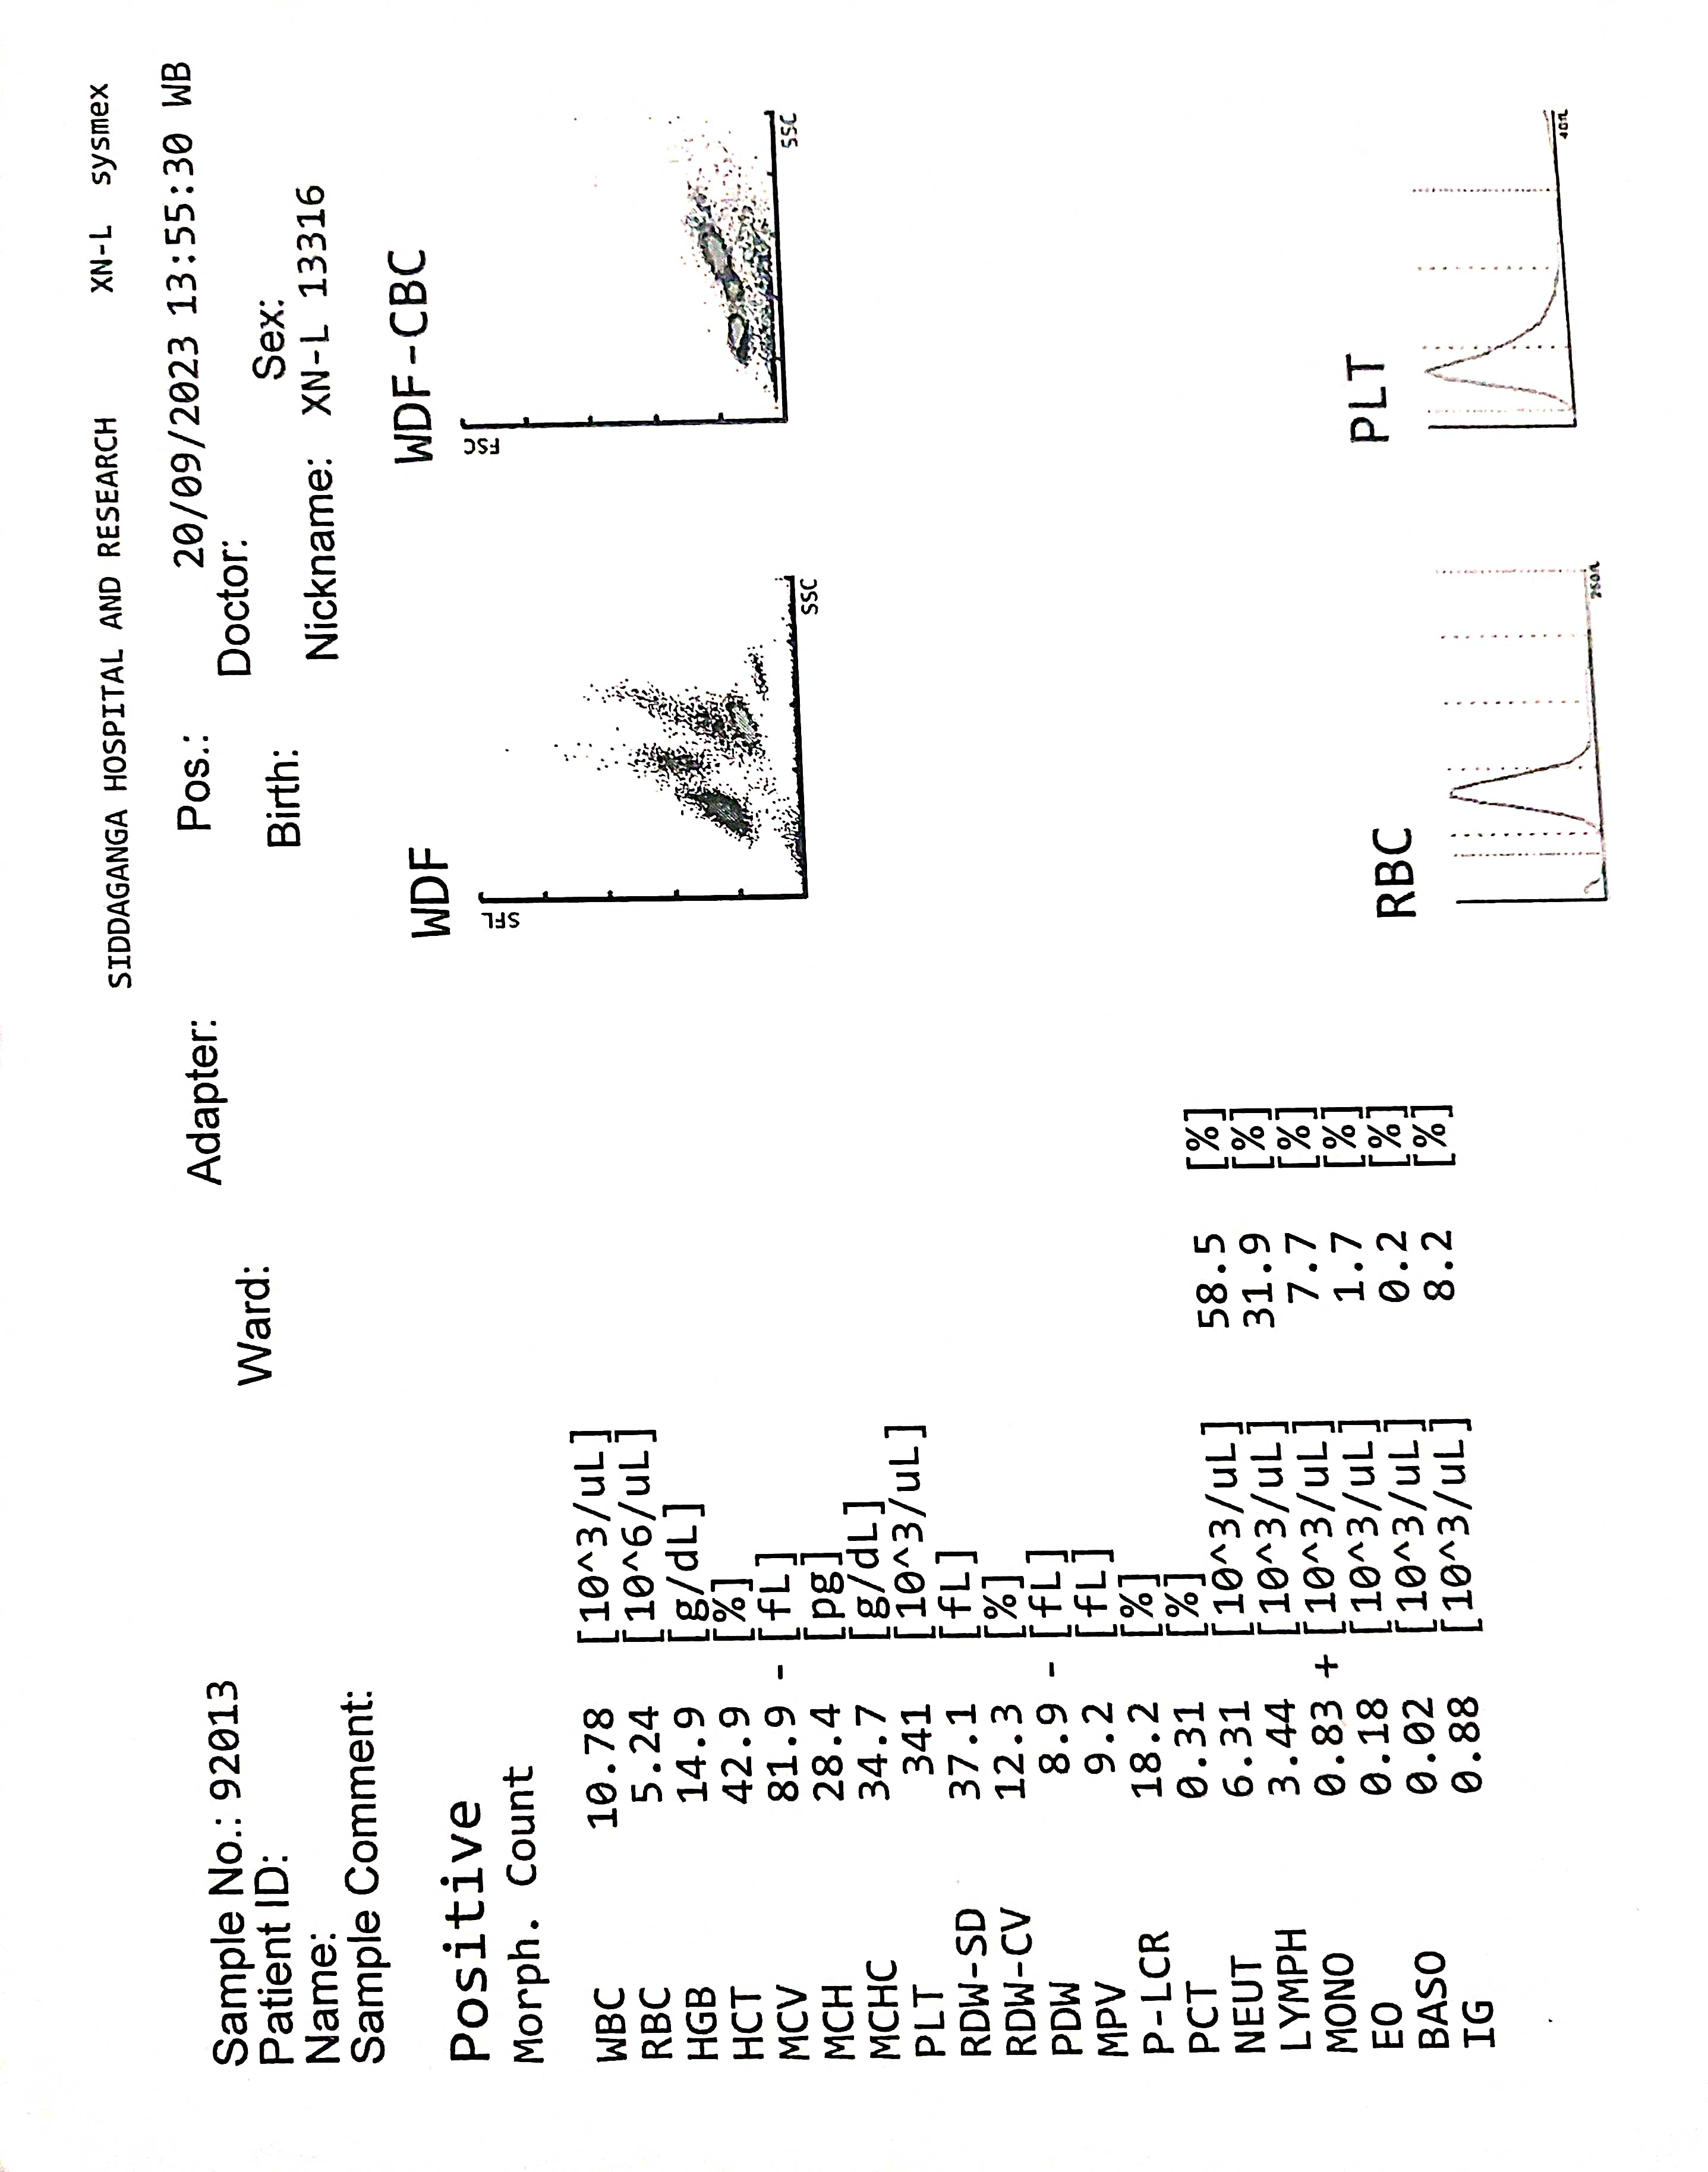 SIDDAGANGA HOSPITAL AND RESEARCH XN-L sysmex
Sample No.: 92013 Adapter: Pos.: 20/09/2023 13:55:30 WB
Patient ID: Ward: Doctor:
Name: Birth: Sex:
Sample Comment: Nickname: XN-L 13316
Positive
Morph. Count
WDF WDF-CBC
SFL FSC
SSC SSC
WBC 10.78 [10^3/uL]
RBC 5.24 [10^6/uL]
HGB 14.9 [g/dL]
HCT 42.9 [%]
MCV 81.9 - [fL]
MCH 28.4 [pg]
MCHC 34.7 [g/dL]
PLT 341 [10^3/uL]
RDW-SD 37.1 [fL]
RDW-CV 12.3 [%]
PDW 8.9 - [fL]
MPV 9.2 [fL]
P-LCR 18.2 [%]
PCT 0.31 [%]
NEUT 6.31 [10^3/uL] 58.5 [%]
LYMPH 3.44 [10^3/uL] 31.9 [%]
MONO 0.83 + [10^3/uL] 7.7 [%]
EO 0.18 [10^3/uL] 1.7 [%]
BASO 0.02 [10^3/uL] 0.2 [%]
IG 0.88 [10^3/uL] 8.2 [%]
RBC PLT
250fL 40fL